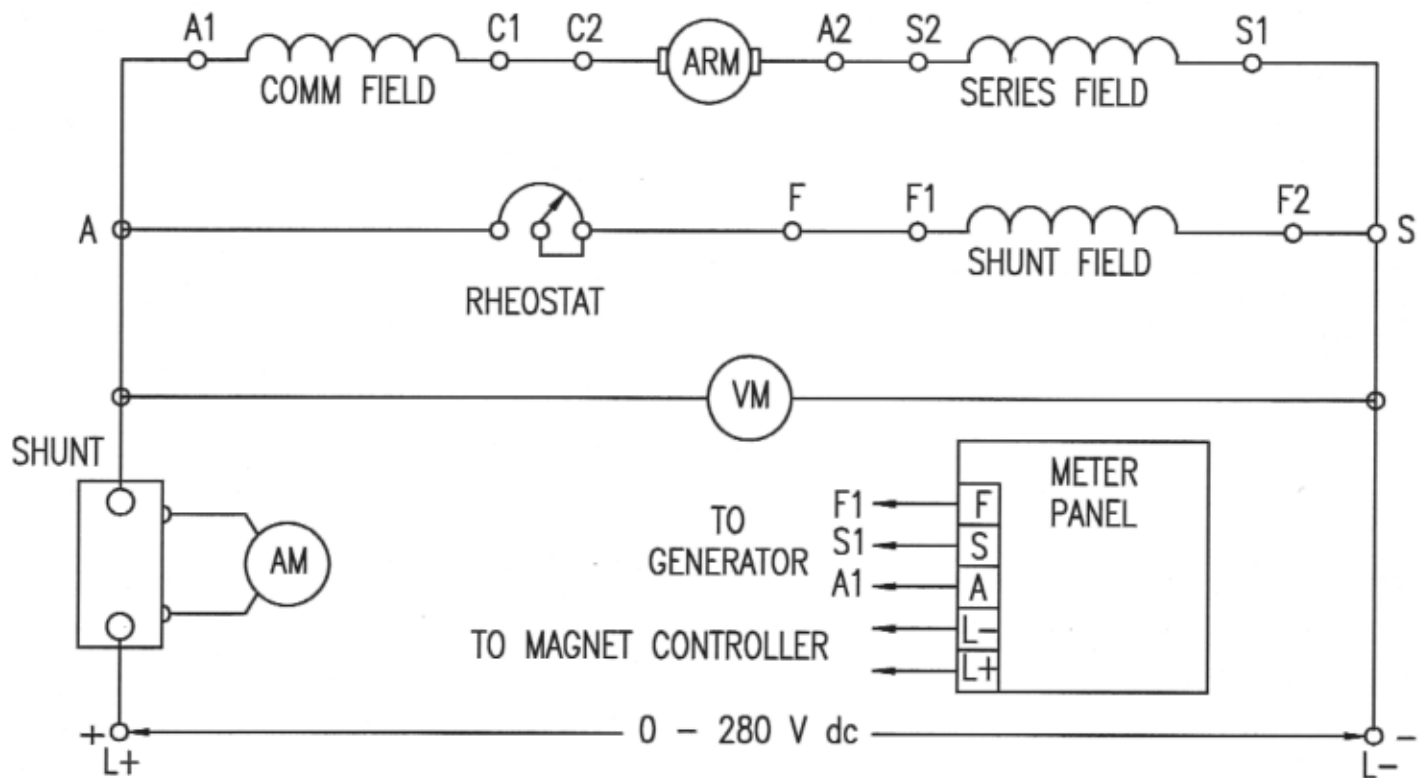 A1 C1 C2 ARM A2 S2 S1
COMM FIELD SERIES FIELD
A F F1 F2 S
RHEOSTAT SHUNT FIELD
VM
SHUNT
AM
METER
PANEL
TO
GENERATOR
F1 F
S1 S
A1 A
TO MAGNET CONTROLLER
L-
L+
+ 0 - 280 V dc -
L+ L-